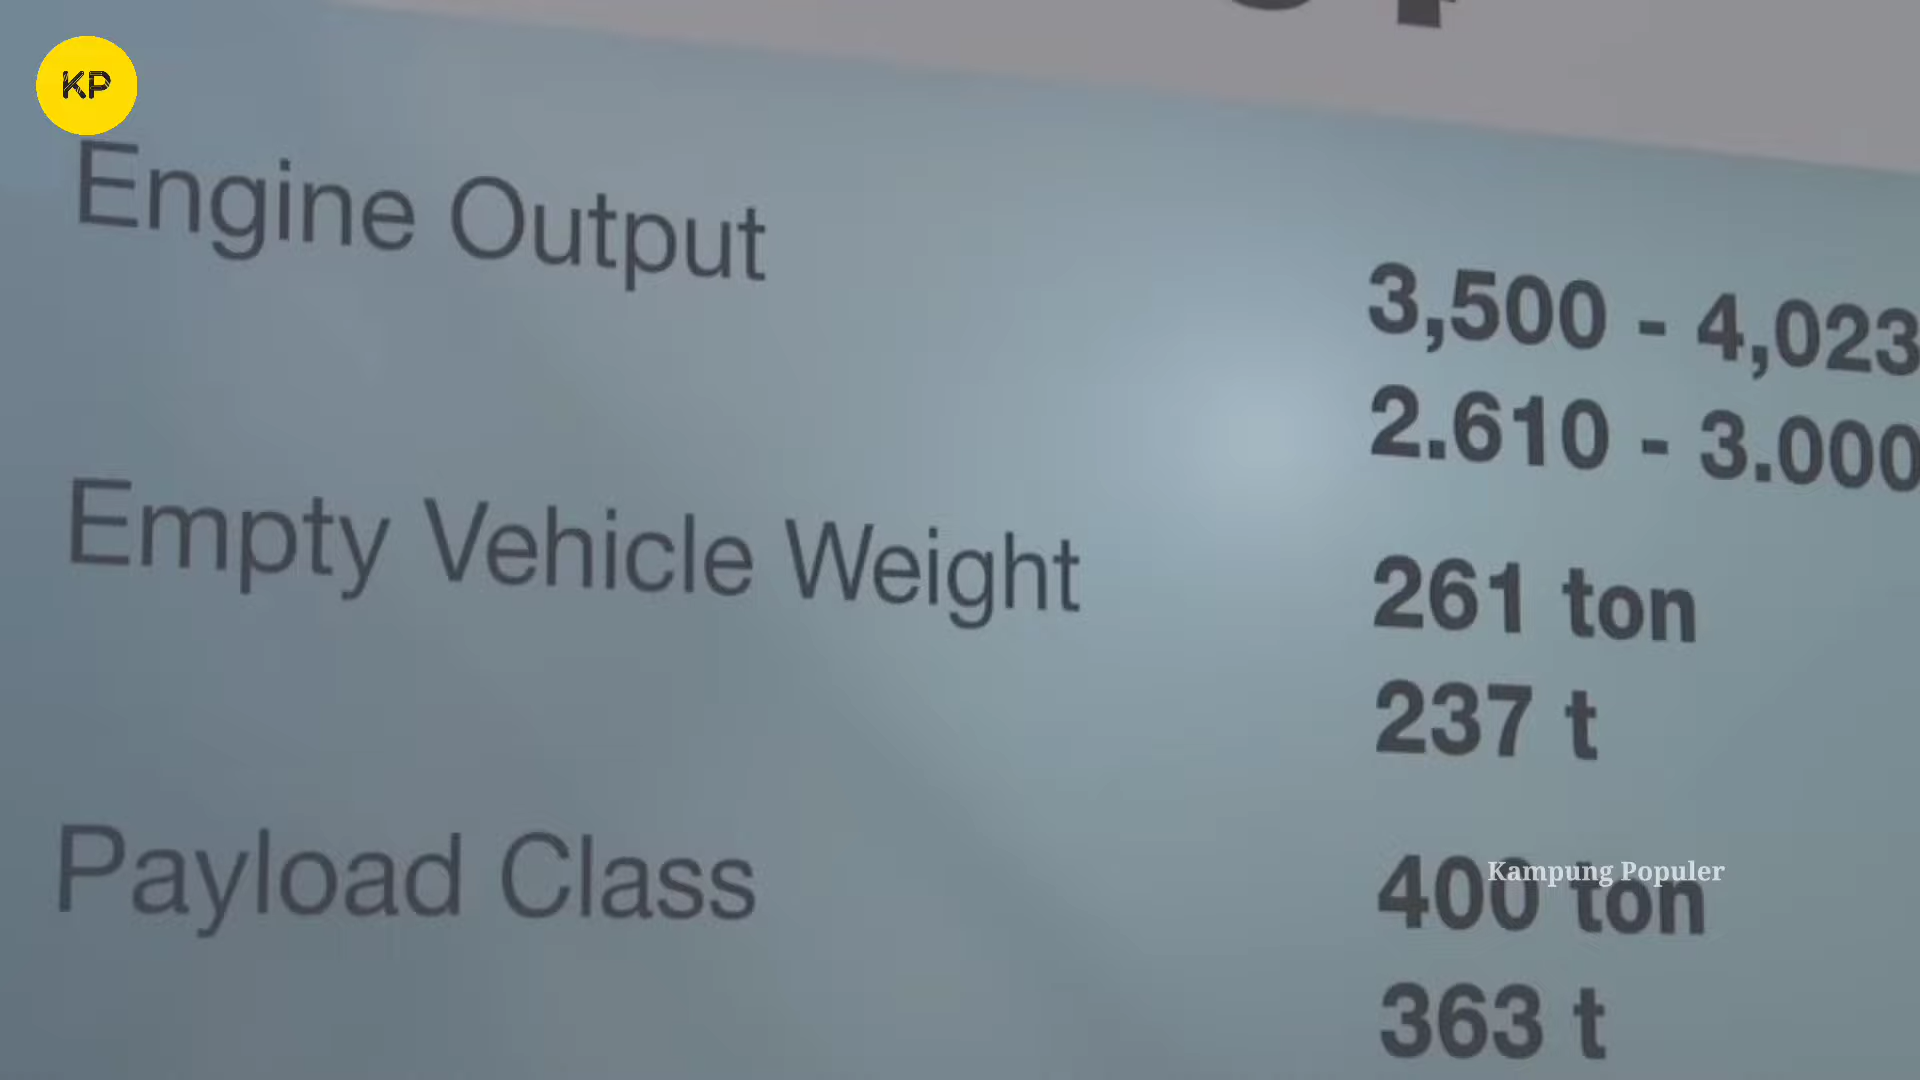 KP
Engine Output
3,500 - 4,023
2.610 - 3.000
Empty Vehicle Weight
261 ton
237 t
Payload Class
400 ton
363 t
Kampung Populer